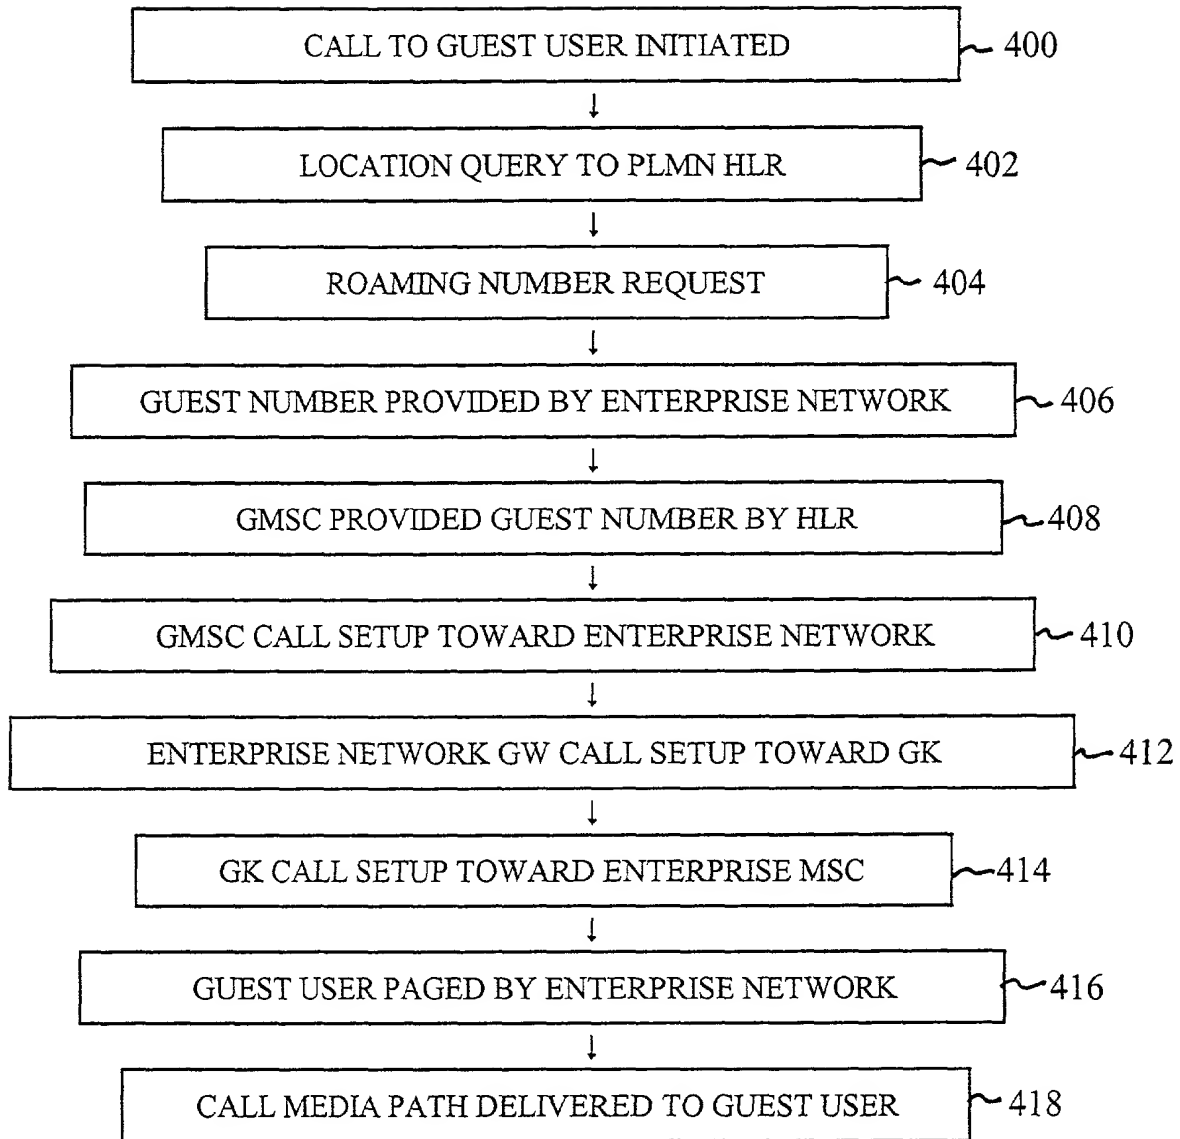 CALL TO GUEST USER INITIATED 400
LOCATION QUERY TO PLMN HLR 402
ROAMING NUMBER REQUEST 404
GUEST NUMBER PROVIDED BY ENTERPRISE NETWORK 406
GMSC PROVIDED GUEST NUMBER BY HLR 408
GMSC CALL SETUP TOWARD ENTERPRISE NETWORK 410
ENTERPRISE NETWORK GW CALL SETUP TOWARD GK 412
GK CALL SETUP TOWARD ENTERPRISE MSC 414
GUEST USER PAGED BY ENTERPRISE NETWORK 416
CALL MEDIA PATH DELIVERED TO GUEST USER 418